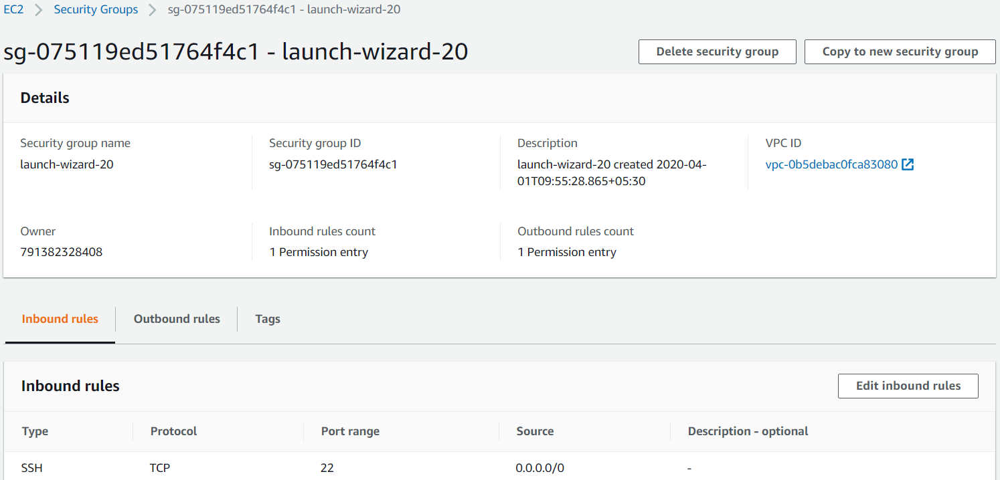 EC2 > Security Groups > sg-075119ed51764f4c1 - launch-wizard-20
sg-075119ed51764f4c1 - launch-wizard-20 Delete security group Copy to new security group
Details
Security group name Security group ID Description VPC ID
launch-wizard-20 sg-075119ed51764f4c1 launch-wizard-20 created 2020-04- vpc-0b5debac0fca83080
01T09:55:28.865+05:30
Owner Inbound rules count Outbound rules count
791382328408 1 Permission entry 1 Permission entry
Inbound rules Outbound rules Tags
Inbound rules Edit inbound rules
Type Protocol Port range Source Description - optional
SSH TCP 22 0.0.0.0/0 -